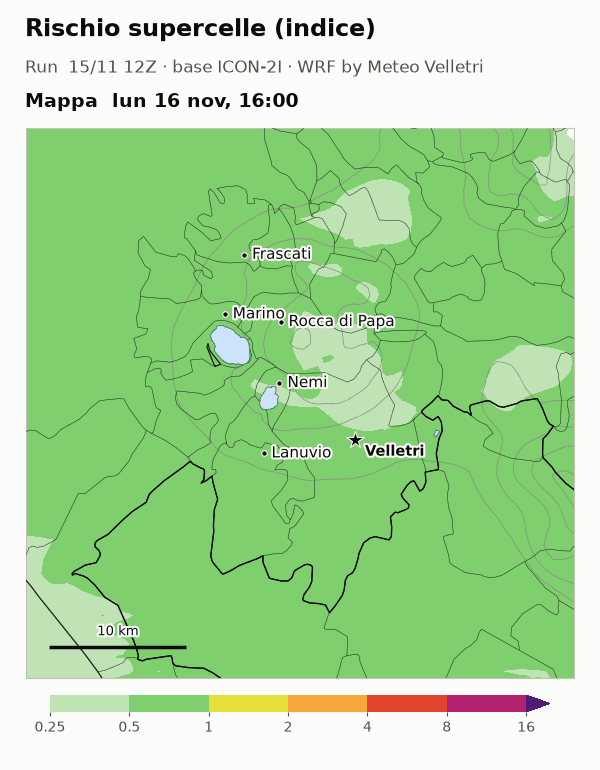 Rischio supercelle (indice)
Run  15/11 12Z · base ICON-2I · WRF by Meteo Velletri
Mappa  lun 16 nov, 16:00
Frascati
Marino
Rocca di Papa
Nemi
Velletri
Lanuvio
10 km
0.25 0.5 1 2 4 8 16